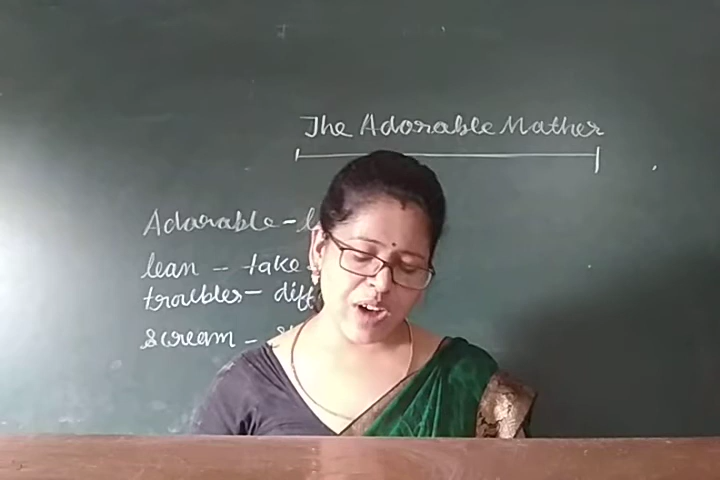 The Adorable Mather
Adorable -
lean - take
troubles -
scream -